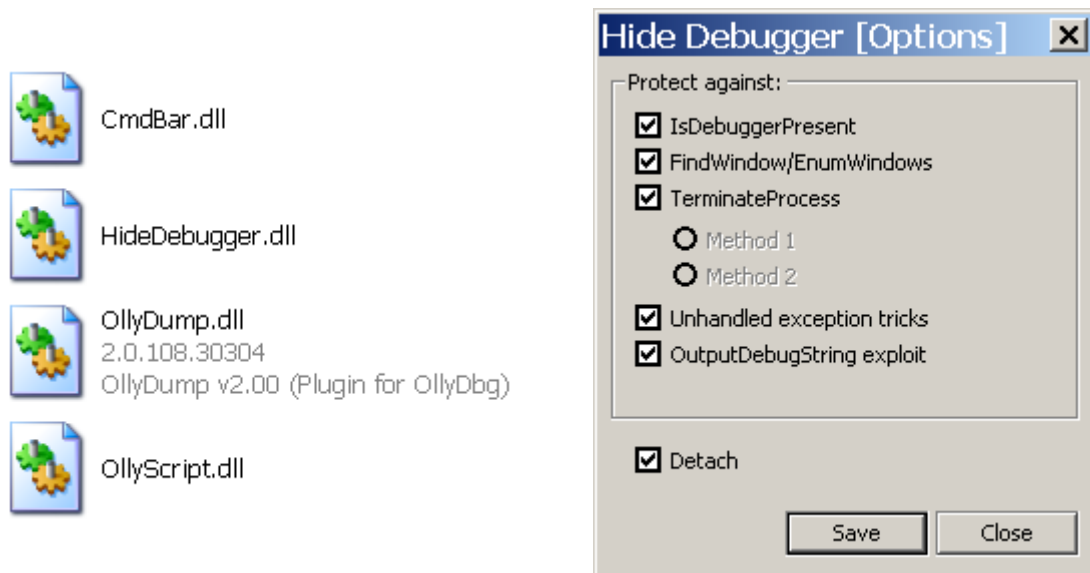 CmdBar.dll
HideDebugger.dll
OllyDump.dll
2.0.108.30304
OllyDump v2.00 (Plugin for OllyDbg)
OllyScript.dll
Hide Debugger [Options]
Protect against:
IsDebuggerPresent
FindWindow/EnumWindows
TerminateProcess
Method 1
Method 2
Unhandled exception tricks
OutputDebugString exploit
Detach
Save Close